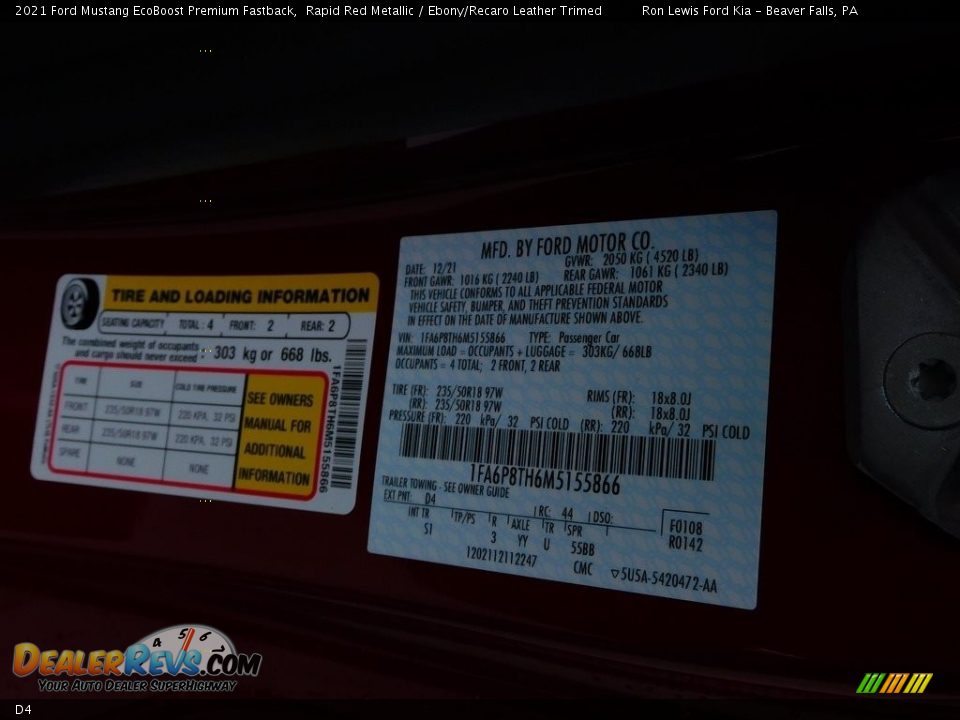 2021 Ford Mustang EcoBoost Premium Fastback, Rapid Red Metallic / Ebony/Recaro Leather Trimed Ron Lewis Ford Kia - Beaver Falls, PA
TIRE AND LOADING INFORMATION
SEATING CAPACITY TOTAL: 4 FRONT: 2 REAR: 2
The combined weight of occupants
and cargo should never exceed : 303 kg or 668 lbs.
TIRE SIZE COLD TIRE PRESSURE
FRONT 235/50R18 97W 220 KPA, 32 PSI
REAR 235/50R18 97W 220 KPA, 32 PSI
SPARE NONE NONE
SEE OWNERS
MANUAL FOR
ADDITIONAL
INFORMATION
1FA6P8TH6M5155866
MFD. BY FORD MOTOR CO.
DATE: 12/21 GVWR: 2050 KG ( 4520 LB)
FRONT GAWR: 1016 KG ( 2240 LB) REAR GAWR: 1061 KG ( 2340 LB)
THIS VEHICLE CONFORMS TO ALL APPLICABLE FEDERAL MOTOR
VEHICLE SAFETY, BUMPER, AND THEFT PREVENTION STANDARDS
IN EFFECT ON THE DATE OF MANUFACTURE SHOWN ABOVE.
VIN: 1FA6P8TH6M5155866 TYPE: Passenger Car
MAXIMUM LOAD = OCCUPANTS + LUGGAGE = 303KG/ 668LB
OCCUPANTS = 4 TOTAL; 2 FRONT, 2 REAR
TIRE (FR): 235/50R18 97W RIMS (FR): 18x8.0J
(RR): 235/50R18 97W (RR): 18x8.0J
PRESSURE (FR): 220 kPa/ 32 PSI COLD (RR): 220 kPa/ 32 PSI COLD
1FA6P8TH6M5155866
TRAILER TOWING - SEE OWNER GUIDE
EXT PNT: D4 RC: 44 DSO: F0108
INT TR TP/PS R AXLE TR SPR R0142
S1 3 YY U 55BB
1202112112247 CMC ▽5U5A-5420472-AA
4 5 6
DEALERREVS.COM
YOUR AUTO DEALER SUPERHIGHWAY
D4